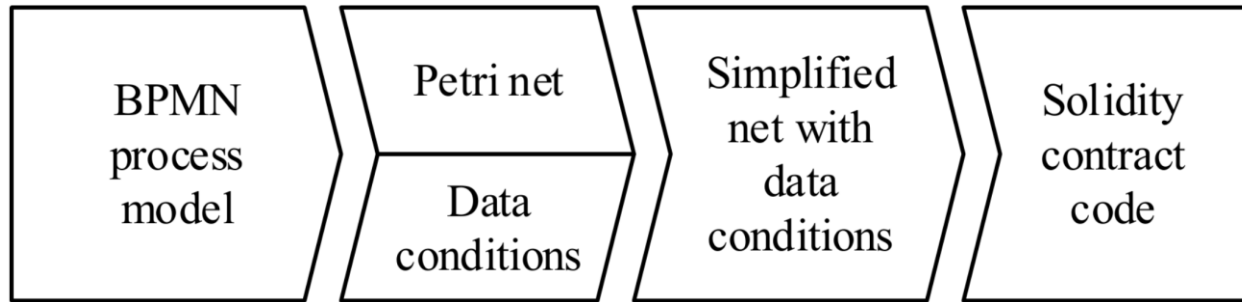 BPMN
process
model
Petri net
Data
conditions
Simplified
net with
data
conditions
Solidity
contract
code